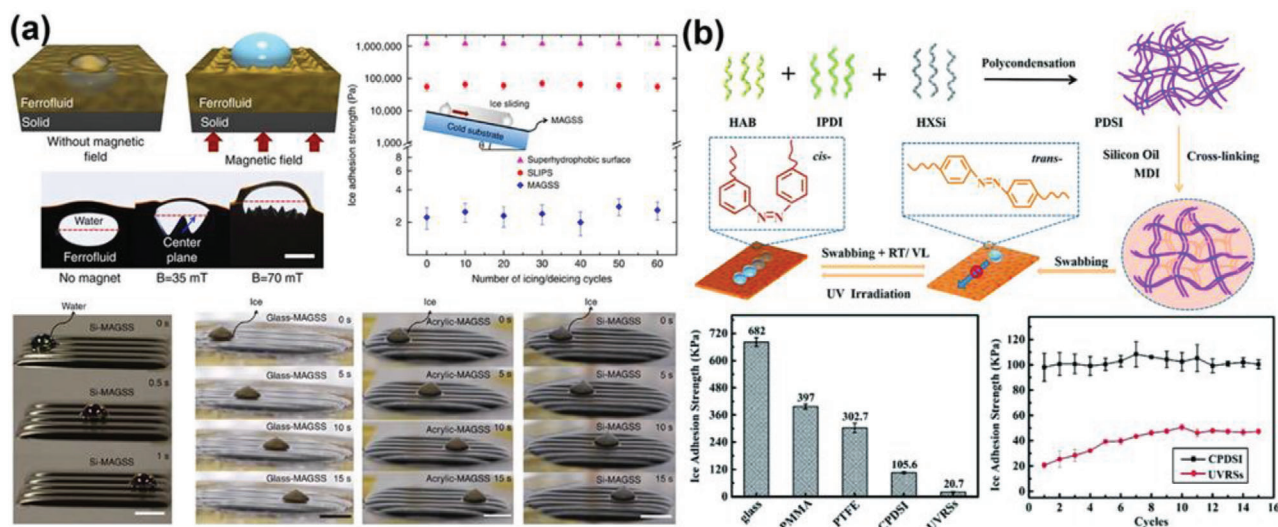 (a)
Ferrofluid
Solid
Without magnetic
field
Ferrofluid
Solid
Magnetic field
Water
Ferrofluid
No magnet
Center
plane
B=35 mT
B=70 mT
Ice adhesion strength (Pa)
1,000,000
100,000
10,000
1,000
8
6
4
2
Ice sliding
Cold substrate
MAGSS
Superhydrophobic surface
SLIPS
MAGSS
0 10 20 30 40 50 60
Number of icing/deicing cycles
Water
Si-MAGSS 0 s
Si-MAGSS 0.5 s
Si-MAGSS 1 s
Ice
Glass-MAGSS 0 s
Glass-MAGSS 5 s
Glass-MAGSS 10 s
Glass-MAGSS 15 s
Ice
Acrylic-MAGSS 0 s
Acrylic-MAGSS 5 s
Acrylic-MAGSS 10 s
Acrylic-MAGSS 15 s
Ice
Si-MAGSS 0 s
Si-MAGSS 5 s
Si-MAGSS 10 s
Si-MAGSS 15 s
(b)
HAB + IPDI + HXSi
Polycondensation
PDSI
Silicon Oil
MDI
Cross-linking
cis-
N=N
trans-
N=N
Swabbing + RT/ VL
UV Irradiation
Swabbing
Ice Adhesion Strength (KPa)
720
600
480
360
240
120
0
682
397
302.7
105.6
20.7
glass
PMMA
PTFE
CPDSI
UVRSs
Ice Adhesion Strength (KPa)
120
100
80
60
40
20
0
CPDSI
UVRSs
0 2 4 6 8 10 12 14 16
Cycles